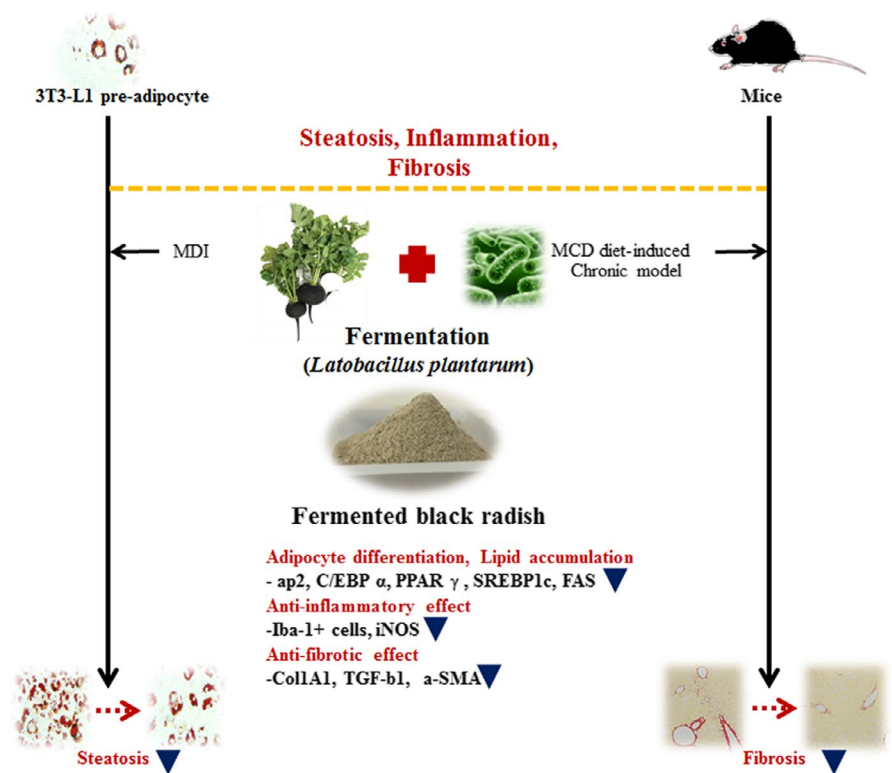 3T3-L1 pre-adipocyte
Mice
Steatosis, Inflammation,
Fibrosis
MDI
MCD diet-induced
Chronic model
Fermentation
(Latobacillus plantarum)
Fermented black radish
Adipocyte differentiation, Lipid accumulation
- ap2, C/EBP α, PPAR γ, SREBP1c, FAS
Anti-inflammatory effect
-Iba-1+ cells, iNOS
Anti-fibrotic effect
-Col1A1, TGF-b1, a-SMA
Steatosis
Fibrosis